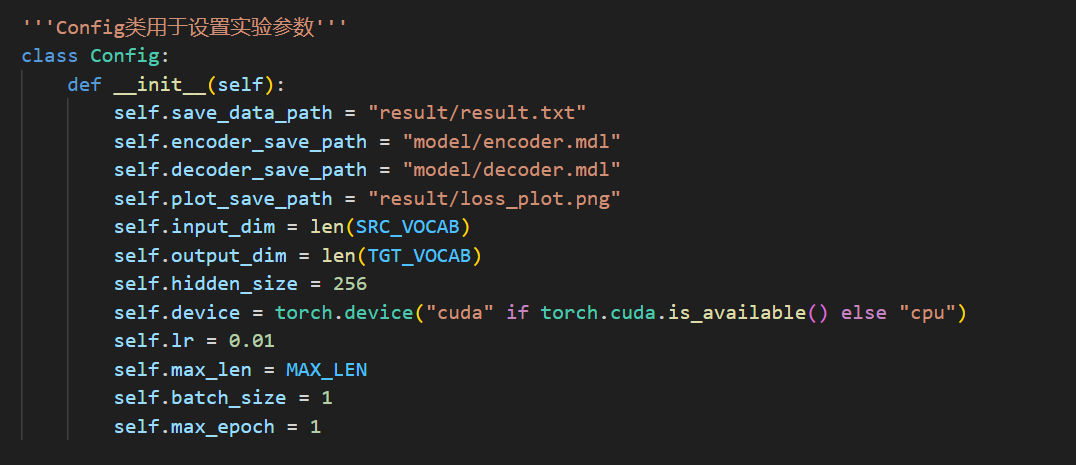 '''Config类用于设置实验参数'''
class Config:
    def __init__(self):
        self.save_data_path = "result/result.txt"
        self.encoder_save_path = "model/encoder.mdl"
        self.decoder_save_path = "model/decoder.mdl"
        self.plot_save_path = "result/loss_plot.png"
        self.input_dim = len(SRC_VOCAB)
        self.output_dim = len(TGT_VOCAB)
        self.hidden_size = 256
        self.device = torch.device("cuda" if torch.cuda.is_available() else "cpu")
        self.lr = 0.01
        self.max_len = MAX_LEN
        self.batch_size = 1
        self.max_epoch = 1